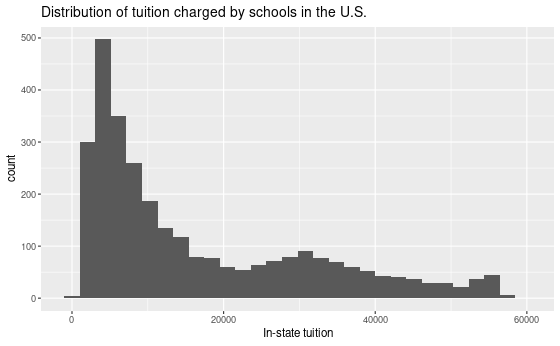 Distribution of tuition charged by schools in the U.S.
500
400
300
200
100
0
count
0 20000 40000 60000
In-state tuition